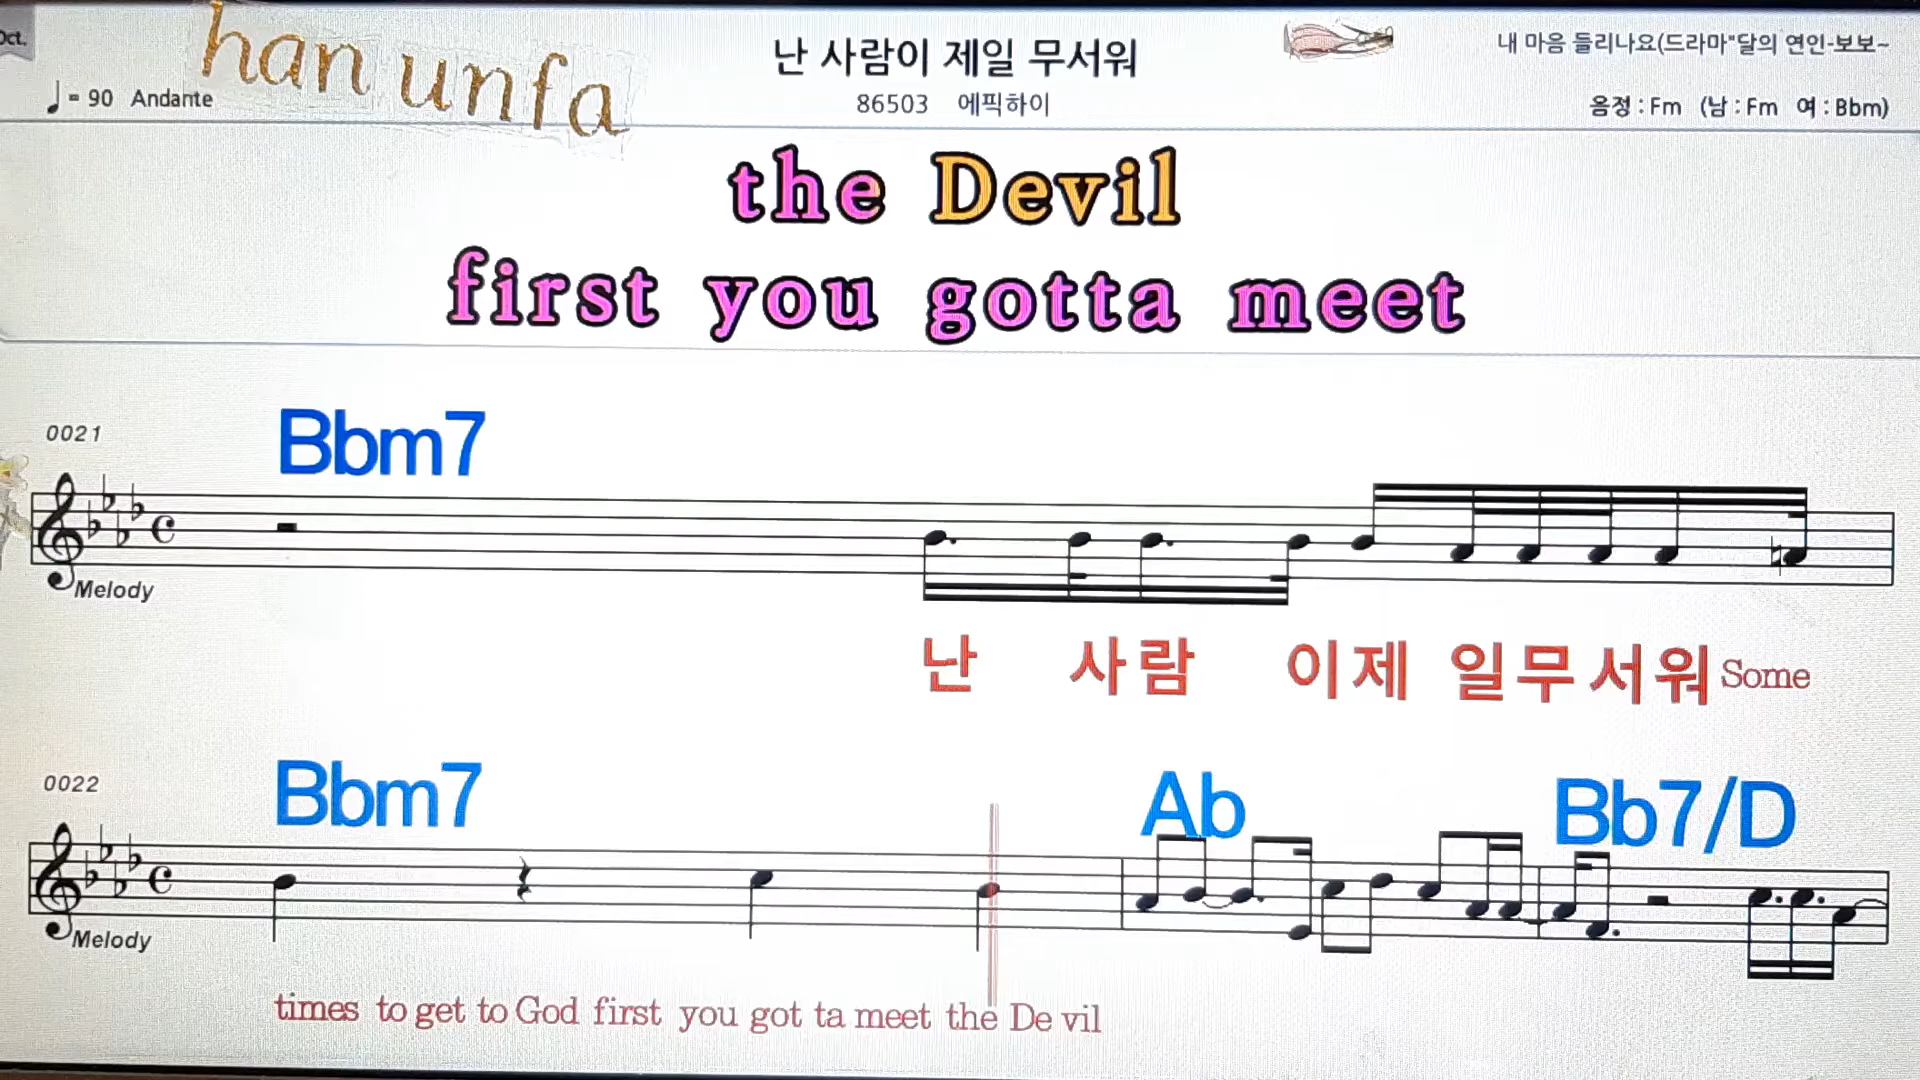 Oct.
han unfa
난 사람이 제일 무서워
내 마음 들리나요(드라마"달의 연인-보보~
♩= 90 Andante
86503 에픽하이
음정 : Fm (남 : Fm 여 : Bbm)
the Devil
first you gotta meet
0021
Bbm7
Melody
난 사람 이제 일무서워 Some
0022
Bbm7 Ab Bb7/D
Melody
times to get to God first you got ta meet the De vil